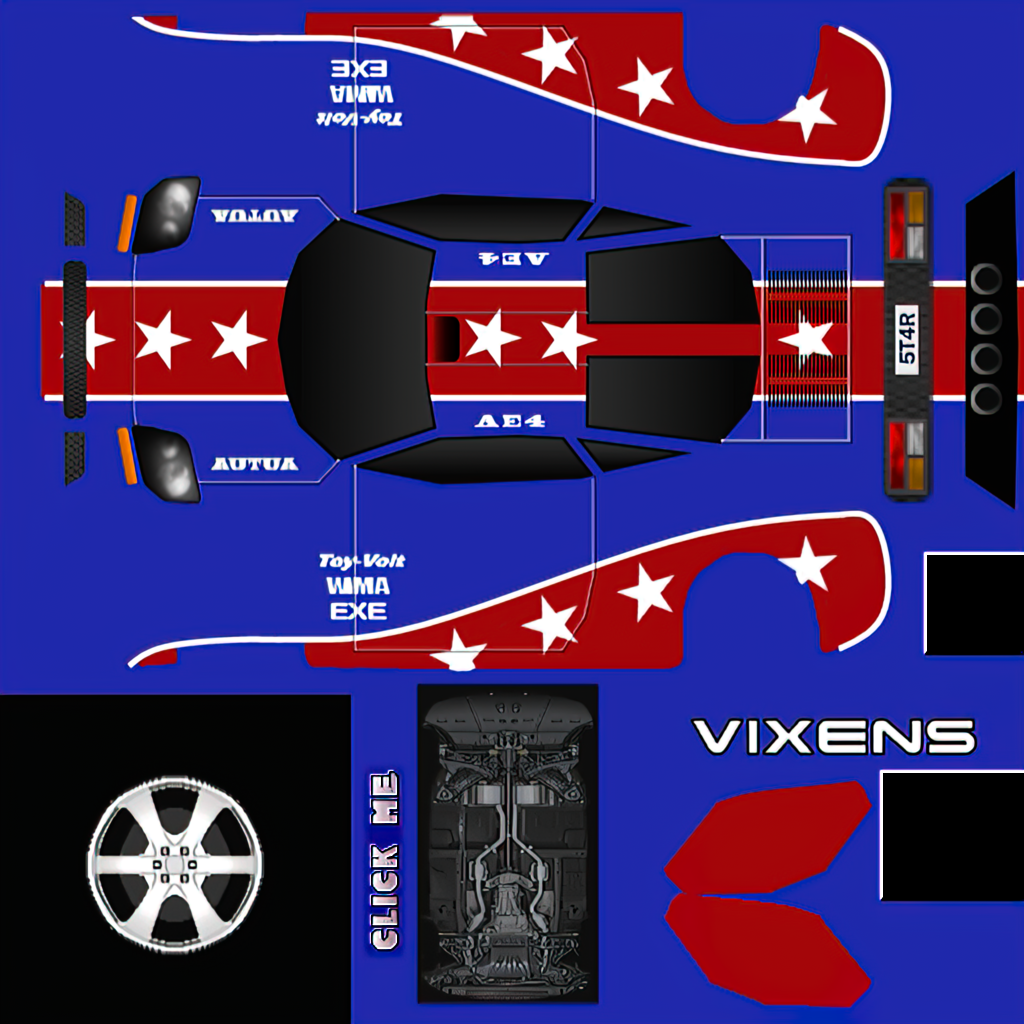 EXE
WMA
Toy-Volt
AUTUA
AE4
5T4R
AE4
AUTUA
Toy-Volt
WMA
EXE
VIXENS
CLICK ME